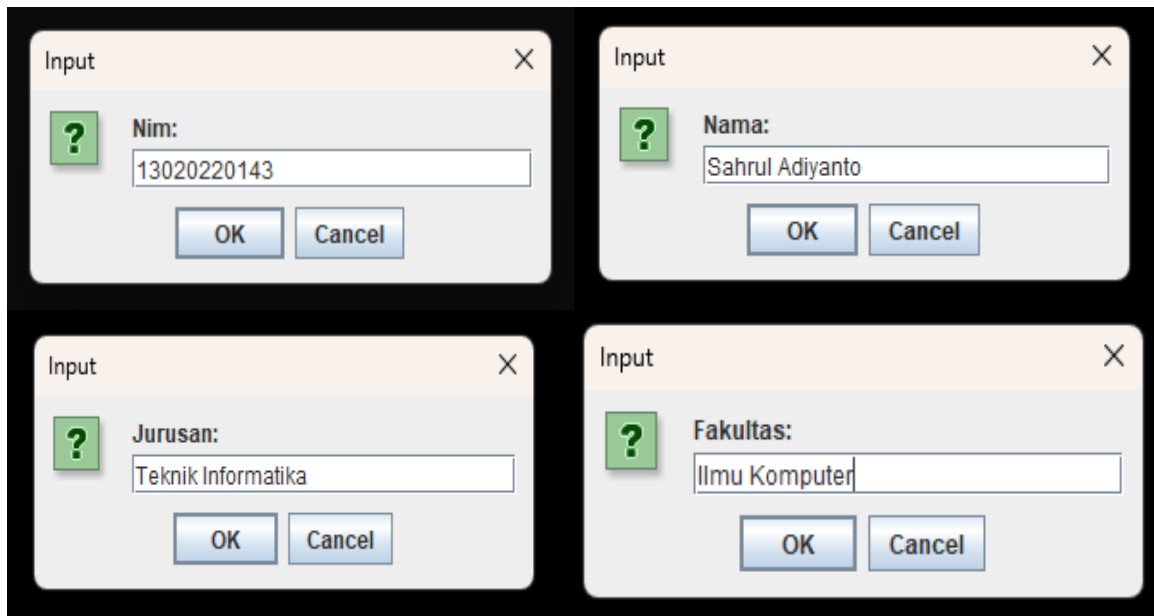 Input
Nim:
13020220143
OK Cancel
Input
Nama:
Sahrul Adiyanto
OK Cancel
Input
Jurusan:
Teknik Informatika
OK Cancel
Input
Fakultas:
Ilmu Komputer
OK Cancel